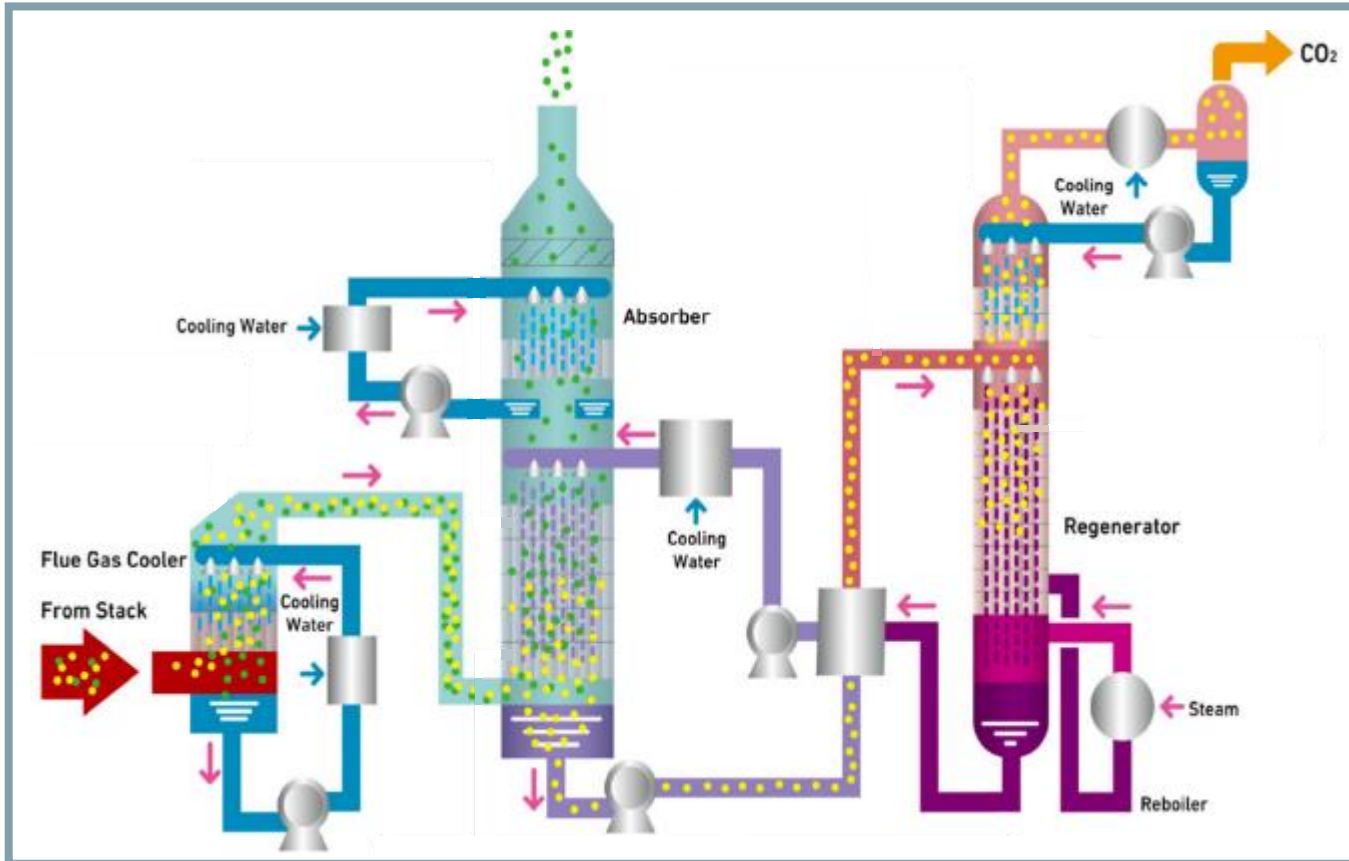 CO₂
Cooling
Water
Cooling Water
Absorber
Cooling
Water
Flue Gas Cooler
From Stack
Cooling
Water
Regenerator
Steam
Reboiler